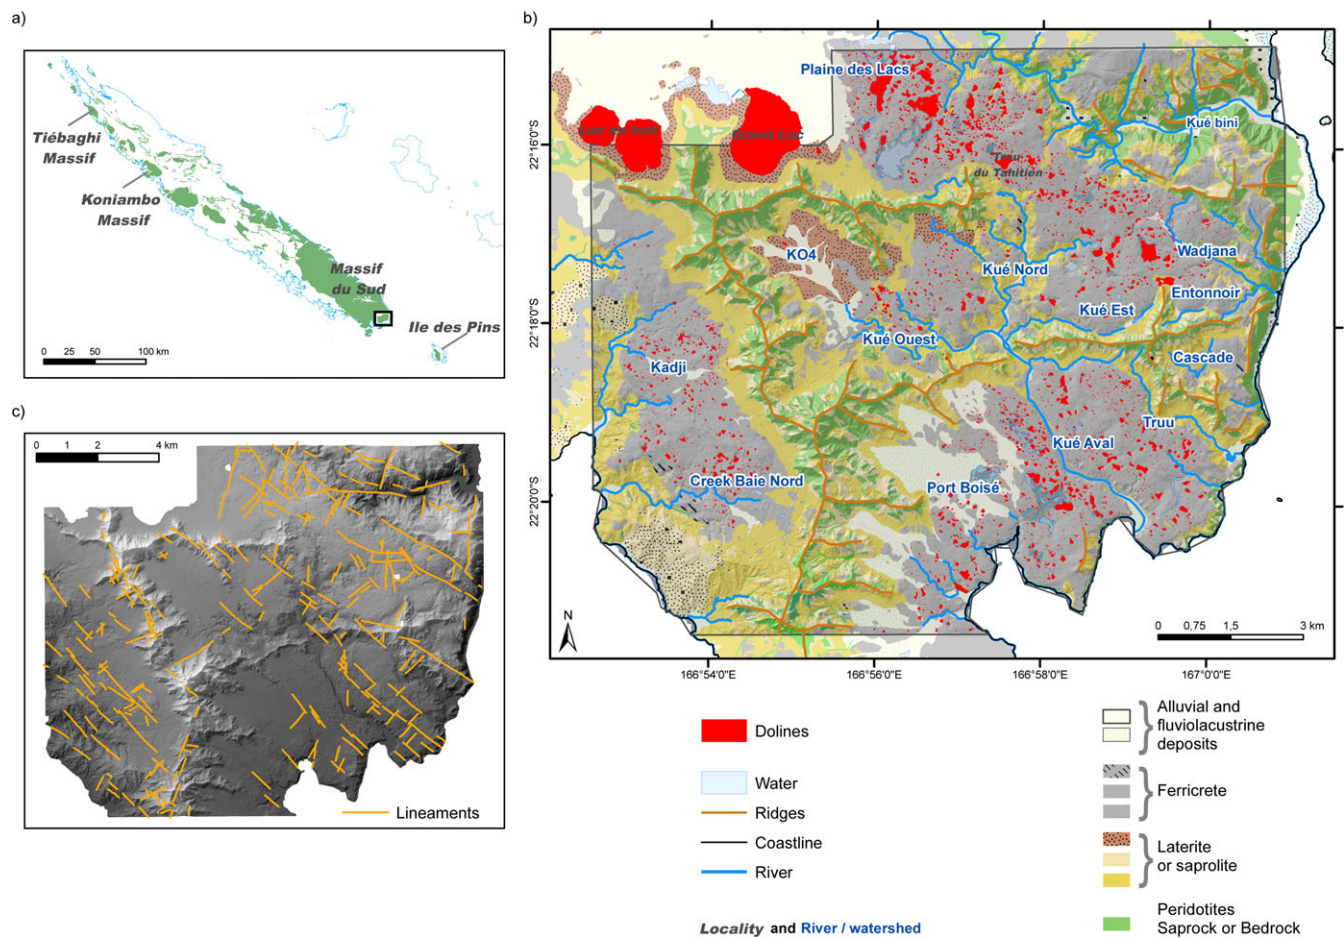 a)
Tiébaghi
Massif
Koniambo
Massif
Massif
du Sud
Ile des Pins
0 25 50 100 km
b)
Plaine des Lacs
Kué bini
Lac en huit
Grand Lac
Trou
du Tahitien
KO4
Kué Nord
Wadjana
Entonnoir
Kué Est
Kué Ouest
Cascade
Kadji
Truu
Kué Aval
Creek Baie Nord
Port Boisé
22°16'0"S
22°18'0"S
22°20'0"S
N
0 0,75 1,5 3 km
166°54'0"E
166°56'0"E
166°58'0"E
167°0'0"E
c)
0 1 2 4 km
Lineaments
Dolines
Water
Ridges
Coastline
River
Locality and River / watershed
Alluvial and
fluviolacustrine
deposits
Ferricrete
Laterite
or saprolite
Peridotites
Saprock or Bedrock